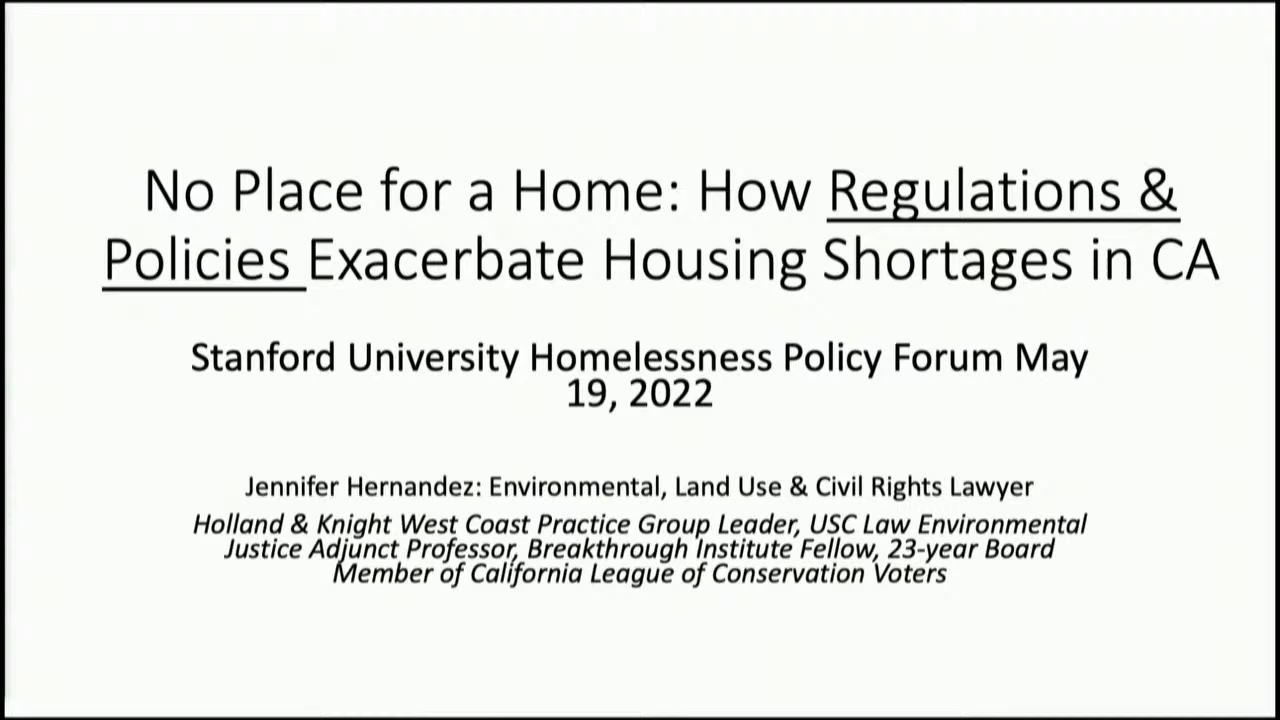 No Place for a Home: How Regulations &
Policies Exacerbate Housing Shortages in CA
Stanford University Homelessness Policy Forum May
19, 2022
Jennifer Hernandez: Environmental, Land Use & Civil Rights Lawyer
Holland & Knight West Coast Practice Group Leader, USC Law Environmental
Justice Adjunct Professor, Breakthrough Institute Fellow, 23-year Board
Member of California League of Conservation Voters